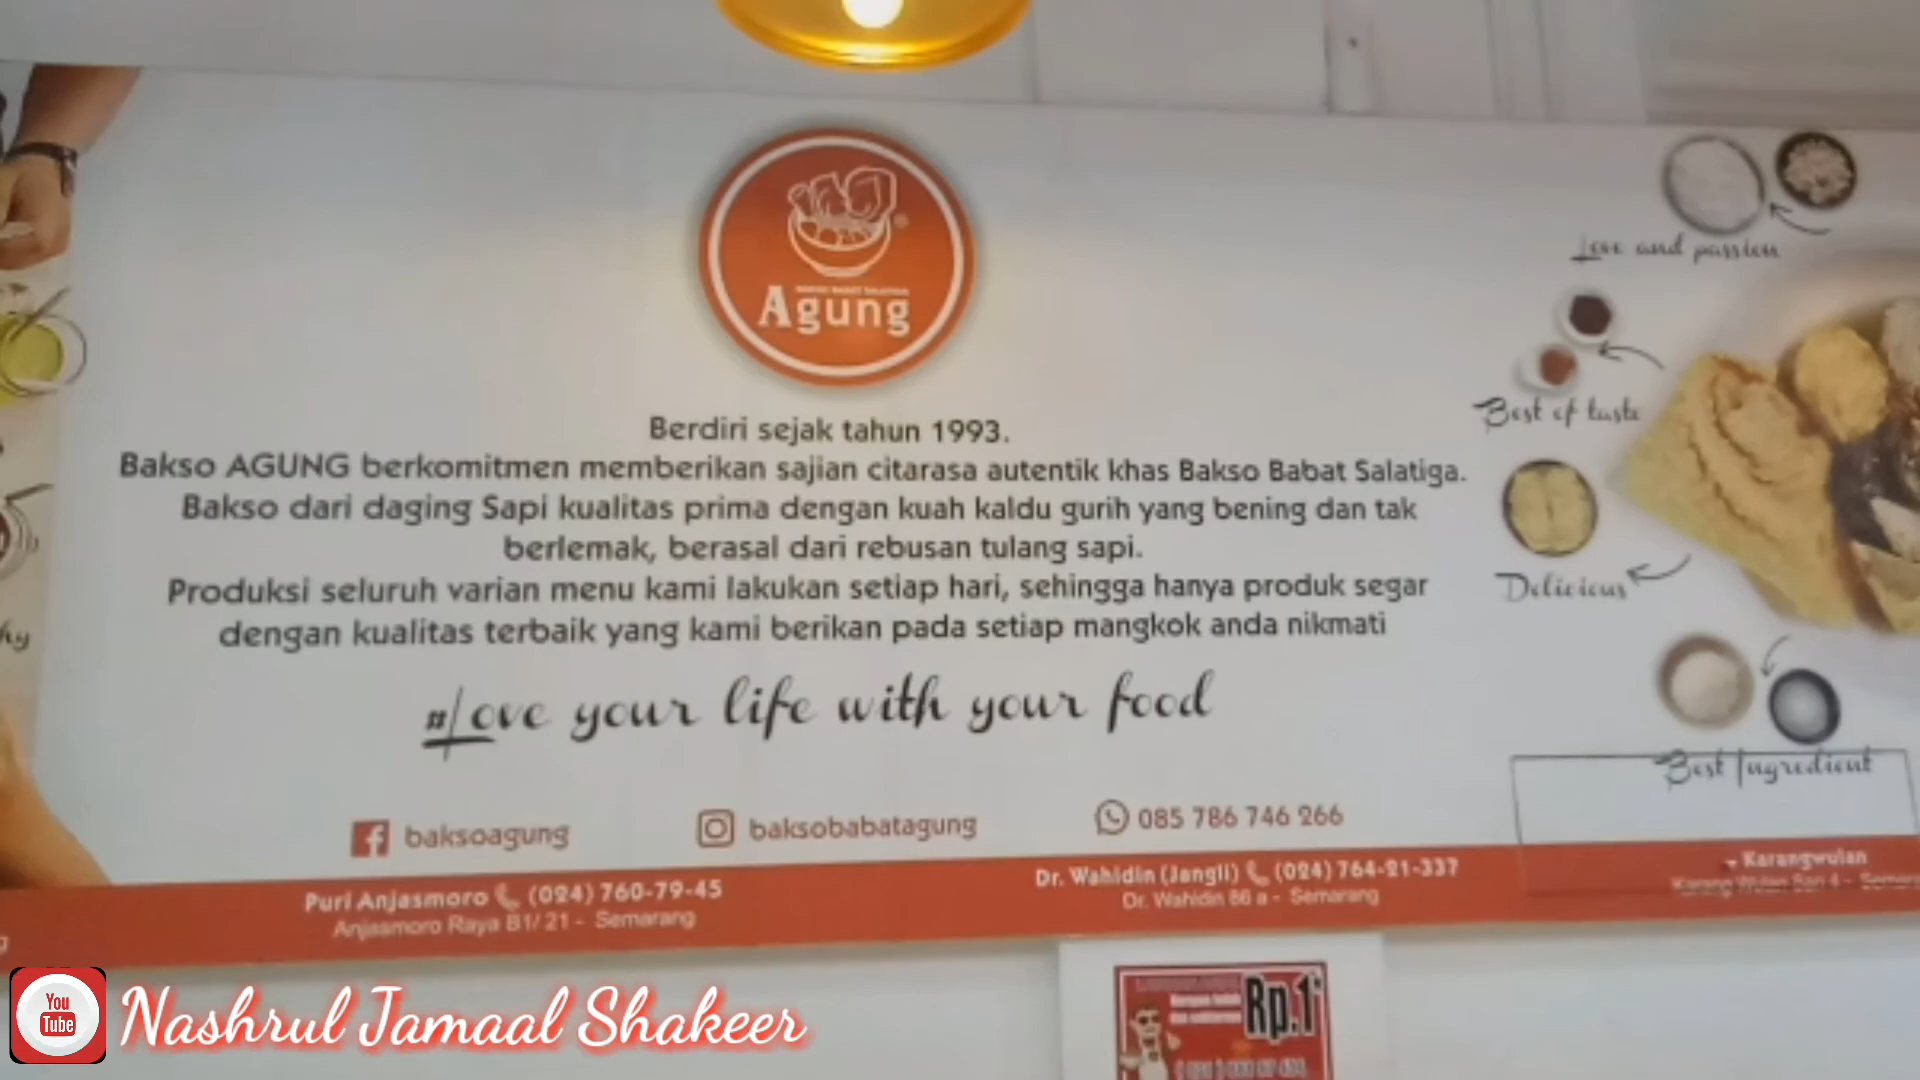 Agung
Love and passion
Best of taste
Berdiri sejak tahun 1993.
Bakso AGUNG berkomitmen memberikan sajian citarasa autentik khas Bakso Babat Salatiga.
Bakso dari daging Sapi kualitas prima dengan kuah kaldu gurih yang bening dan tak
berlemak, berasal dari rebusan tulang sapi.
Produksi seluruh varian menu kami lakukan setiap hari, sehingga hanya produk segar
dengan kualitas terbaik yang kami berikan pada setiap mangkok anda nikmati
Delicious
hy
#Love your life with your food
Best Ingredient
baksoagung
baksobabatagung
085 786 746 266
Puri Anjasmoro (024) 760-79-45
Anjasmoro Raya B1/ 21 - Semarang
Dr. Wahidin (Jangli) (024) 764-21-337
Dr. Wahidin 86 a - Semarang
Karangwulan
Rp.1
You
Tube
Nashrul Jamaal Shakeer